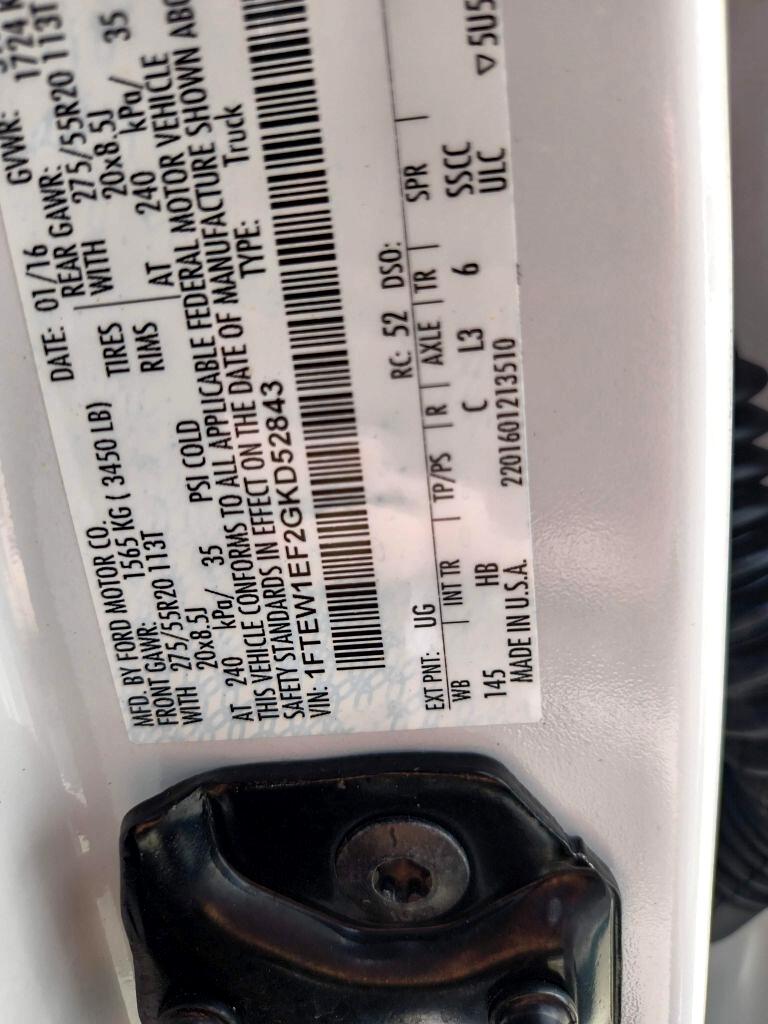 MFD. BY FORD MOTOR CO.
DATE: 01/16 GVWR:
FRONT GAWR: 1565 KG ( 3450 LB) REAR GAWR: 1724 K
WITH 275/55R20 113T TIRES WITH 275/55R20 113T
20x8.5J RIMS 20x8.5J
AT 240 kPa/ 35 PSI COLD AT 240 kPa/ 35
THIS VEHICLE CONFORMS TO ALL APPLICABLE FEDERAL MOTOR VEHICLE
SAFETY STANDARDS IN EFFECT ON THE DATE OF MANUFACTURE SHOWN ABO
VIN: 1FTEW1EF2GKD52843 TYPE: Truck
EXT PNT: UG RC: 52 DSO:
WB INT TR TP/PS R AXLE TR SPR
145 HB C L3 6 SSCC
MADE IN U.S.A. 2201601213510 ULC ▽ 5U5